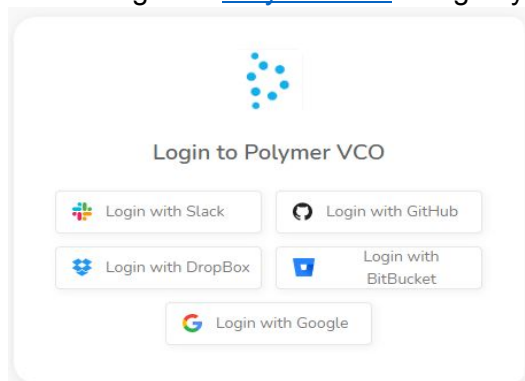 Login to Polymer VCO
Login with Slack
Login with GitHub
Login with DropBox
Login with
BitBucket
Login with Google